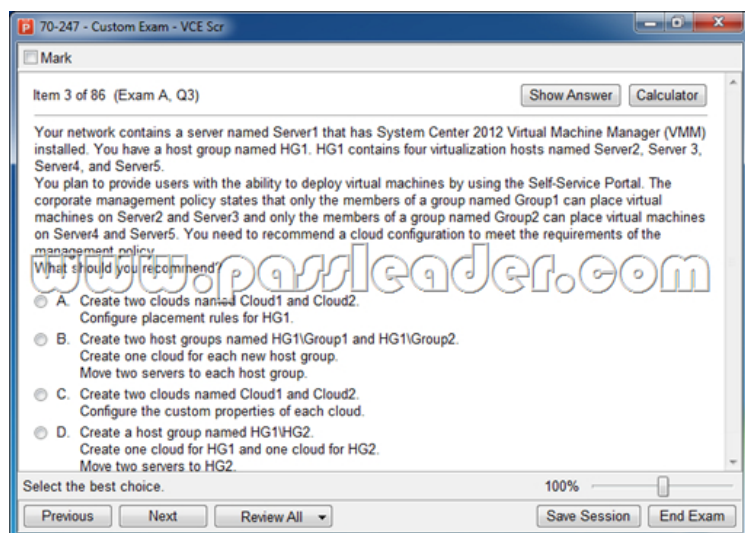 70-247 - Custom Exam - VCE Scr
Mark
Item 3 of 86 (Exam A, Q3)
Show Answer
Calculator
Your network contains a server named Server1 that has System Center 2012 Virtual Machine Manager (VMM)
installed. You have a host group named HG1. HG1 contains four virtualization hosts named Server2, Server 3,
Server4, and Server5.
You plan to provide users with the ability to deploy virtual machines by using the Self-Service Portal. The
corporate management policy states that only the members of a group named Group1 can place virtual
machines on Server2 and Server3 and only the members of a group named Group2 can place virtual machines
on Server4 and Server5. You need to recommend a cloud configuration to meet the requirements of the
management policy.
What should you recommend?
www.passleader.com
A. Create two clouds named Cloud1 and Cloud2.
Configure placement rules for HG1.
B. Create two host groups named HG1\Group1 and HG1\Group2.
Create one cloud for each new host group.
Move two servers to each host group.
C. Create two clouds named Cloud1 and Cloud2.
Configure the custom properties of each cloud.
D. Create a host group named HG1\HG2.
Create one cloud for HG1 and one cloud for HG2.
Move two servers to HG2.
Select the best choice.
100%
Previous
Next
Review All
Save Session
End Exam